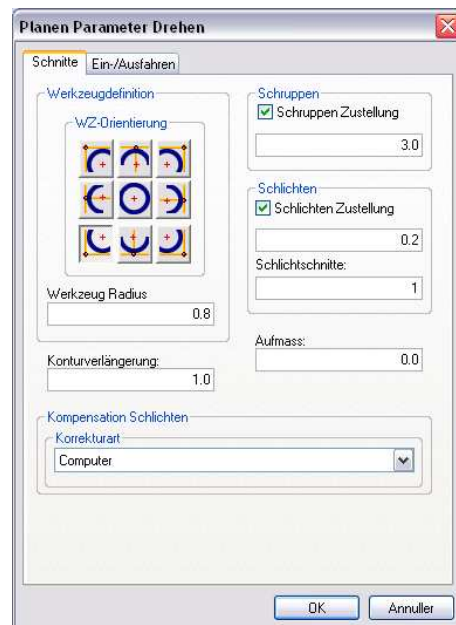 Planen Parameter Drehen
Schnitte
Ein-/Ausfahren
Werkzeugdefinition
WZ-Orientierung
Werkzeug Radius
0.8
Konturverlängerung:
1.0
Schruppen
Schruppen Zustellung
3.0
Schlichten
Schlichten Zustellung
0.2
Schlichtschnitte:
1
Aufmass:
0.0
Kompensation Schlichten
Korrekturart
Computer
OK
Annuller